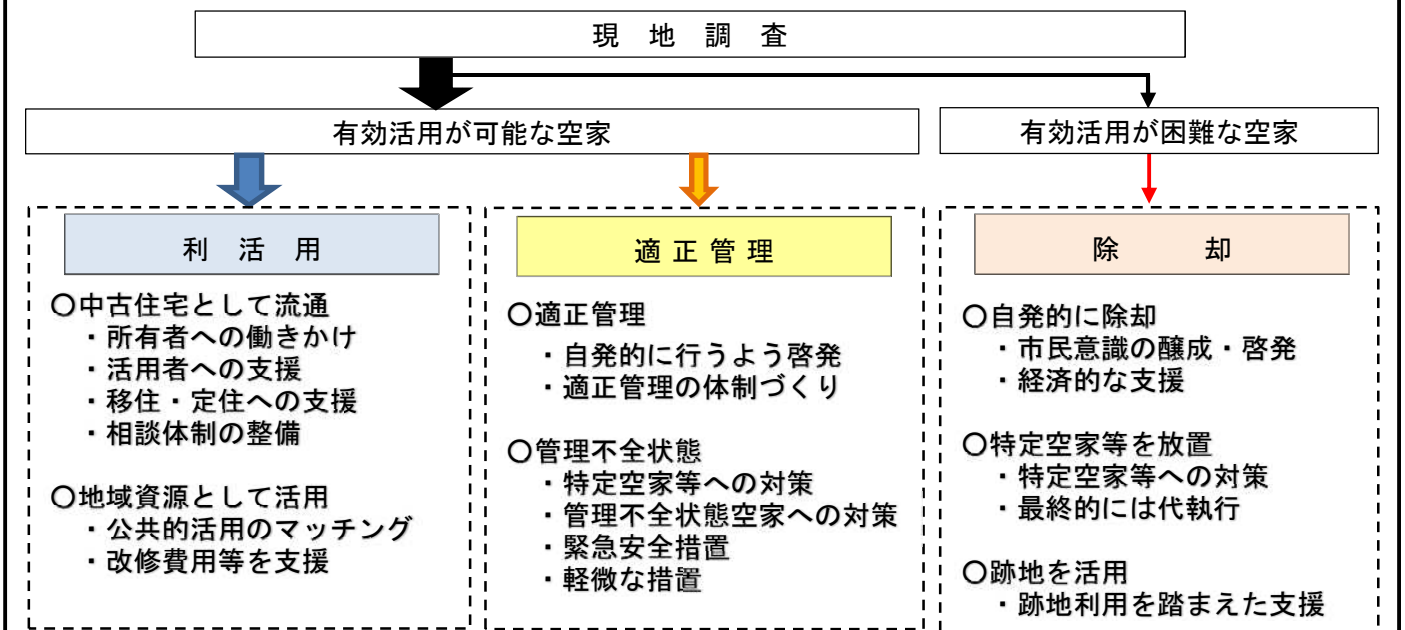 現　地　調　査
有効活用が可能な空家
有効活用が困難な空家
利　活　用
〇中古住宅として流通
・所有者への働きかけ
・活用者への支援
・移住・定住への支援
・相談体制の整備
〇地域資源として活用
・公共的活用のマッチング
・改修費用等を支援
適正管理
〇適正管理
・自発的に行うよう啓発
・適正管理の体制づくり
〇管理不全状態
・特定空家等への対策
・管理不全状態空家への対策
・緊急安全措置
・軽微な措置
除　　却
〇自発的に除却
・市民意識の醸成・啓発
・経済的な支援
〇特定空家等を放置
・特定空家等への対策
・最終的には代執行
〇跡地を活用
・跡地利用を踏まえた支援